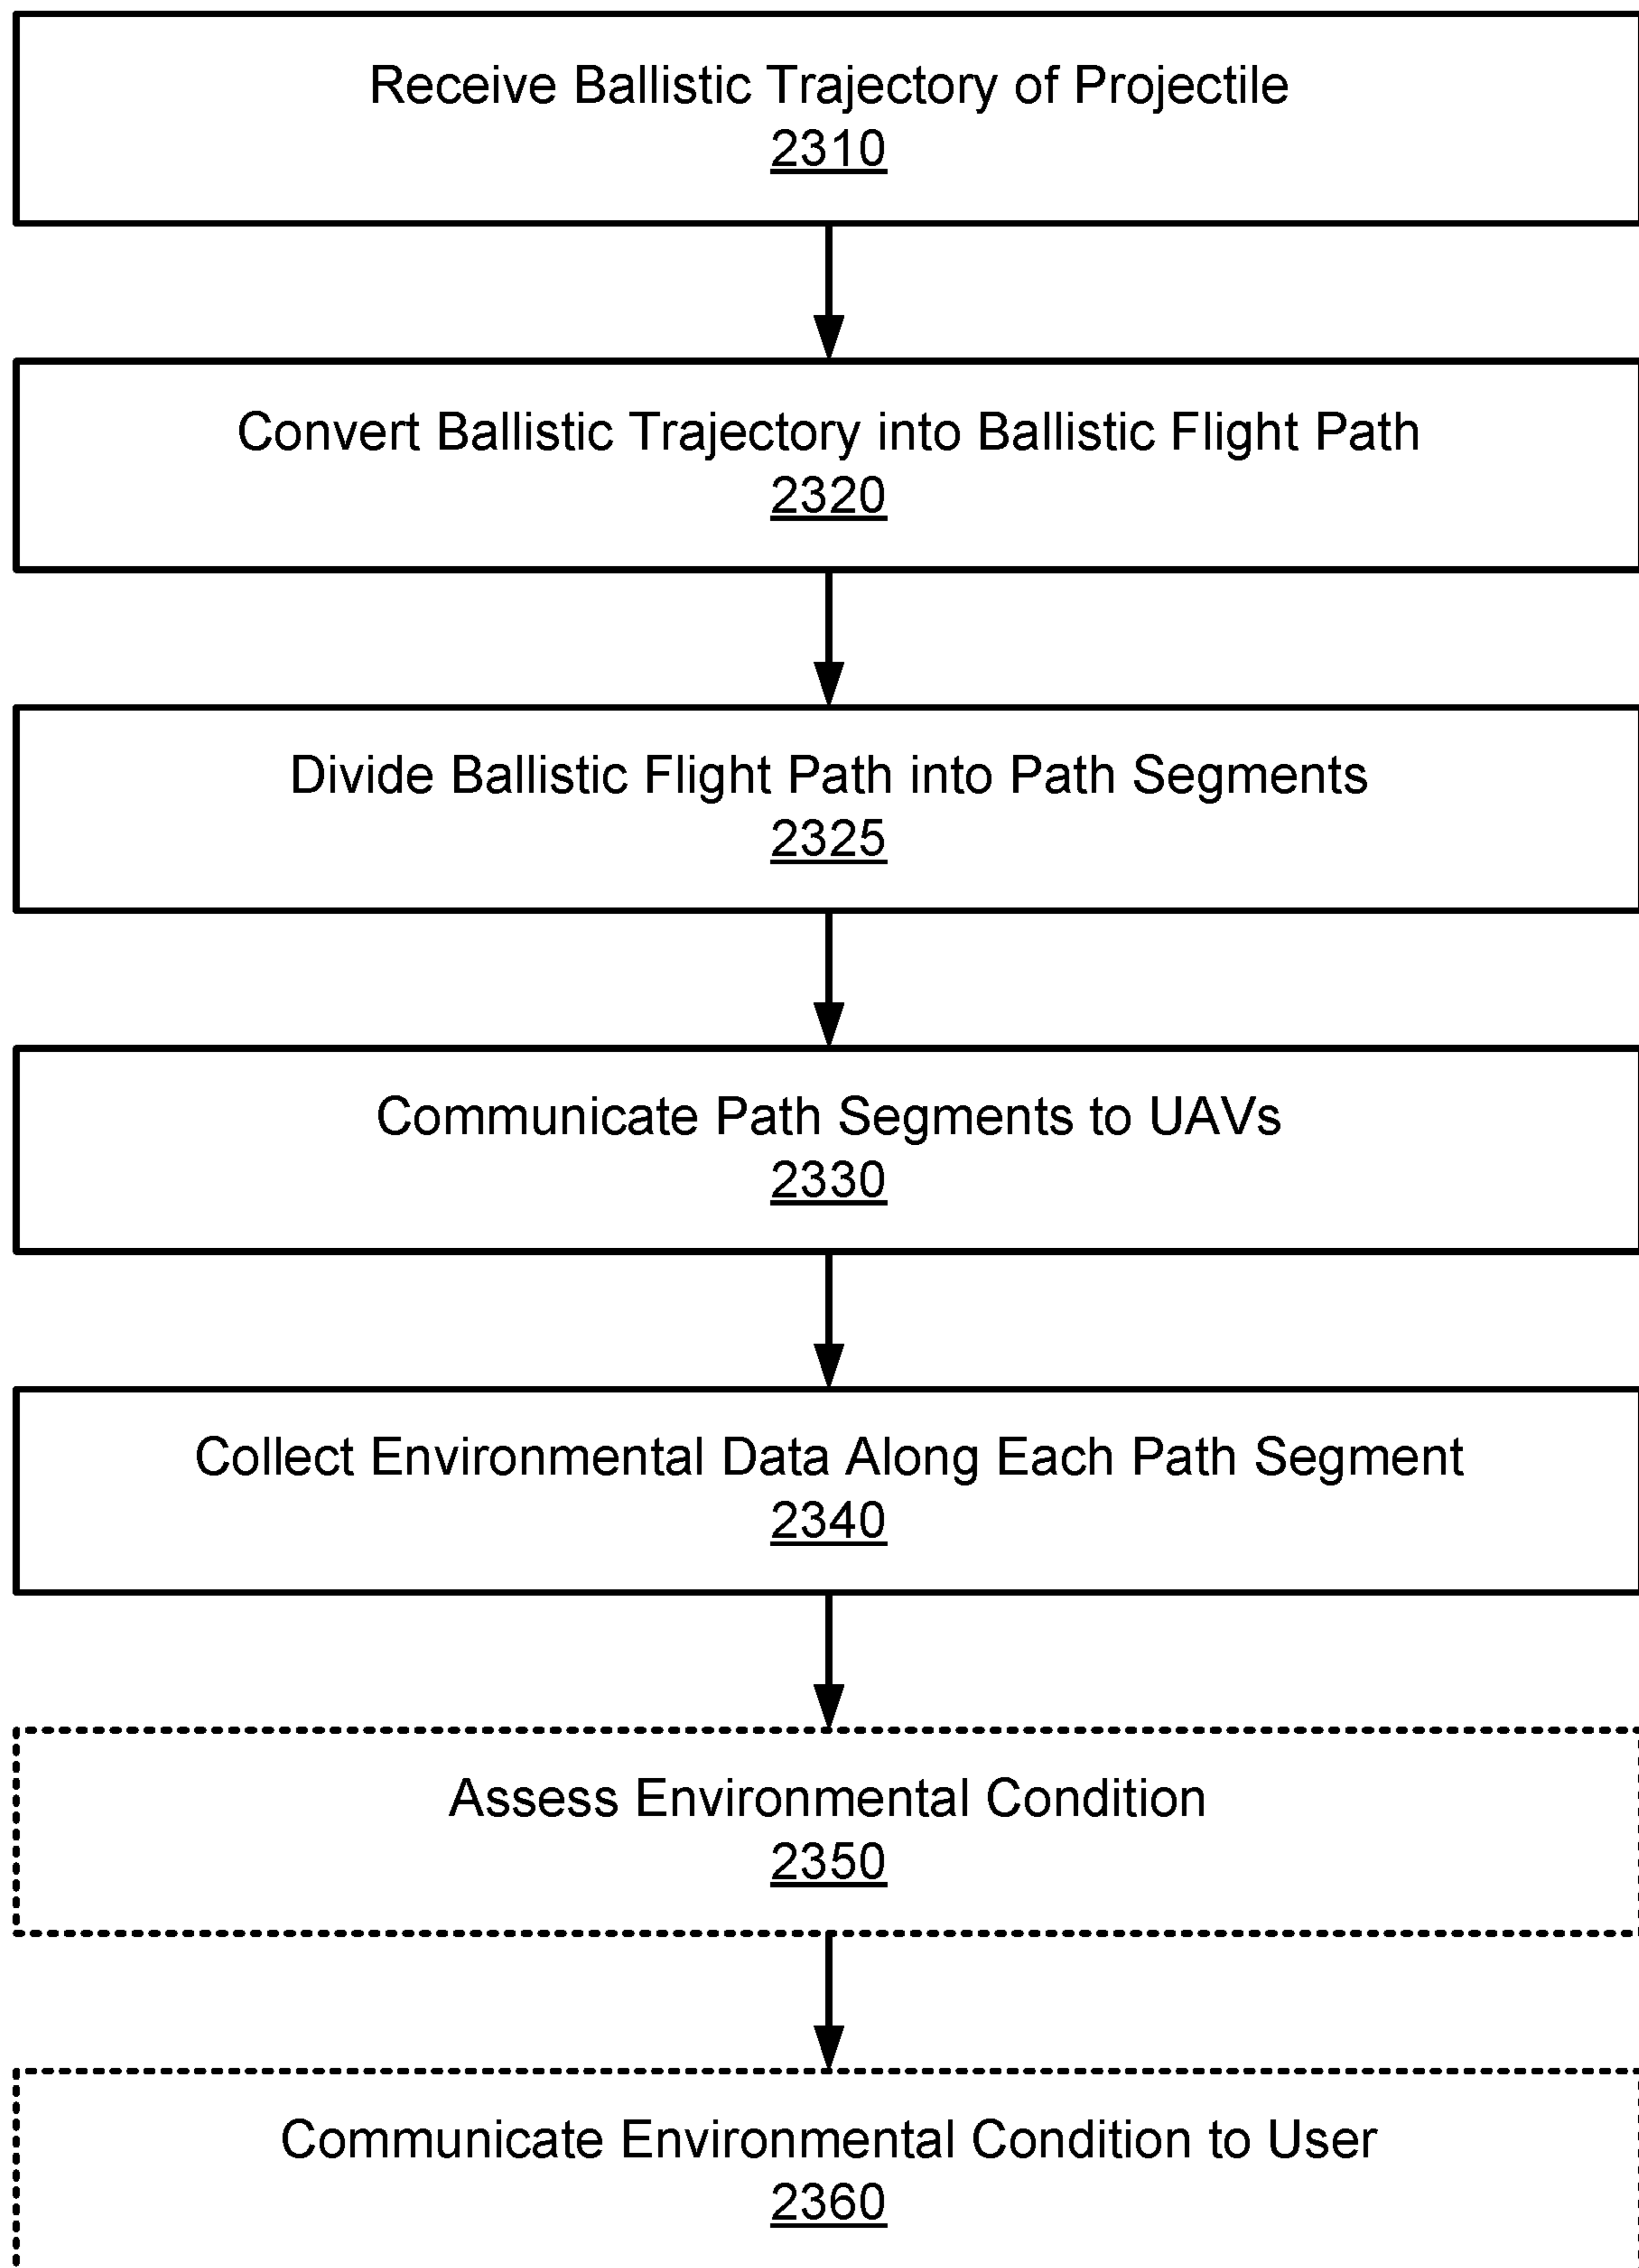 Receive Ballistic Trajectory of Projectile
2310
Convert Ballistic Trajectory into Ballistic Flight Path
2320
Divide Ballistic Flight Path into Path Segments
2325
Communicate Path Segments to UAVs
2330
Collect Environmental Data Along Each Path Segment
2340
Assess Environmental Condition
2350
Communicate Environmental Condition to User
2360